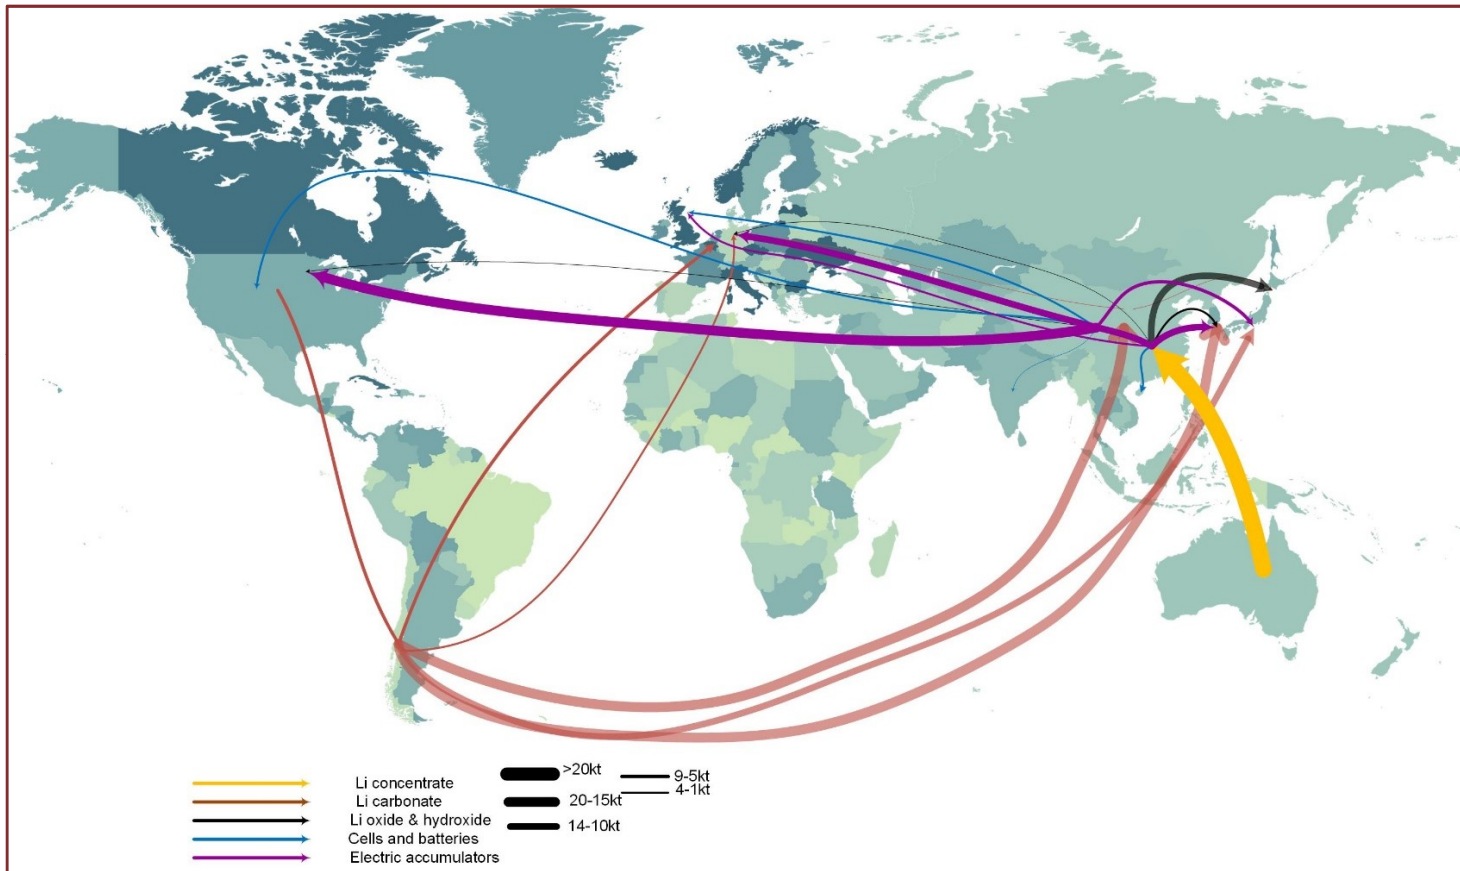 Li concentrate
Li carbonate
Li oxide & hydroxide
Cells and batteries
Electric accumulators
>20kt
20-15kt
14-10kt
9-5kt
4-1kt